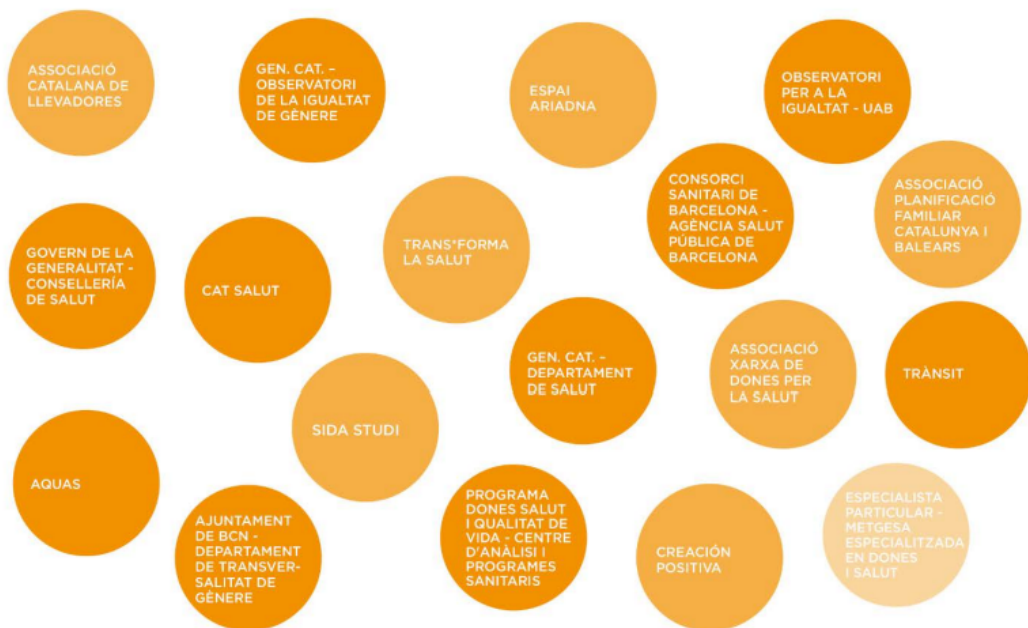 ASSOCIACIÓ
CATALANA DE
LLEVADORES
GEN. CAT. –
OBSERVATORI
DE LA IGUALTAT
DE GÈNERE
ESPAI
ARIADNA
OBSERVATORI
PER A LA
IGUALTAT - UAB
CONSORCI
SANITARI DE
BARCELONA -
AGÈNCIA SALUT
PÚBLICA DE
BARCELONA
ASSOCIACIÓ
PLANIFICACIÓ
FAMILIAR
CATALUNYA I
BALEARS
GOVERN DE LA
GENERALITAT -
CONSELLERÍA
DE SALUT
CAT SALUT
TRANS*FORMA
LA SALUT
GEN. CAT. –
DEPARTAMENT
DE SALUT
ASSOCIACIÓ
XARXA DE
DONES PER
LA SALUT
TRÀNSIT
SIDA STUDI
AQUAS
AJUNTAMENT
DE BCN -
DEPARTAMENT
DE TRANSVER-
SALITAT DE
GÈNERE
PROGRAMA
DONES SALUT
I QUALITAT DE
VIDA - CENTRE
D'ANÀLISI I
PROGRAMES
SANITARIS
CREACIÓN
POSITIVA
ESPECIALISTA
PARTICULAR -
METGESA
ESPECIALITZADA
EN DONES
I SALUT